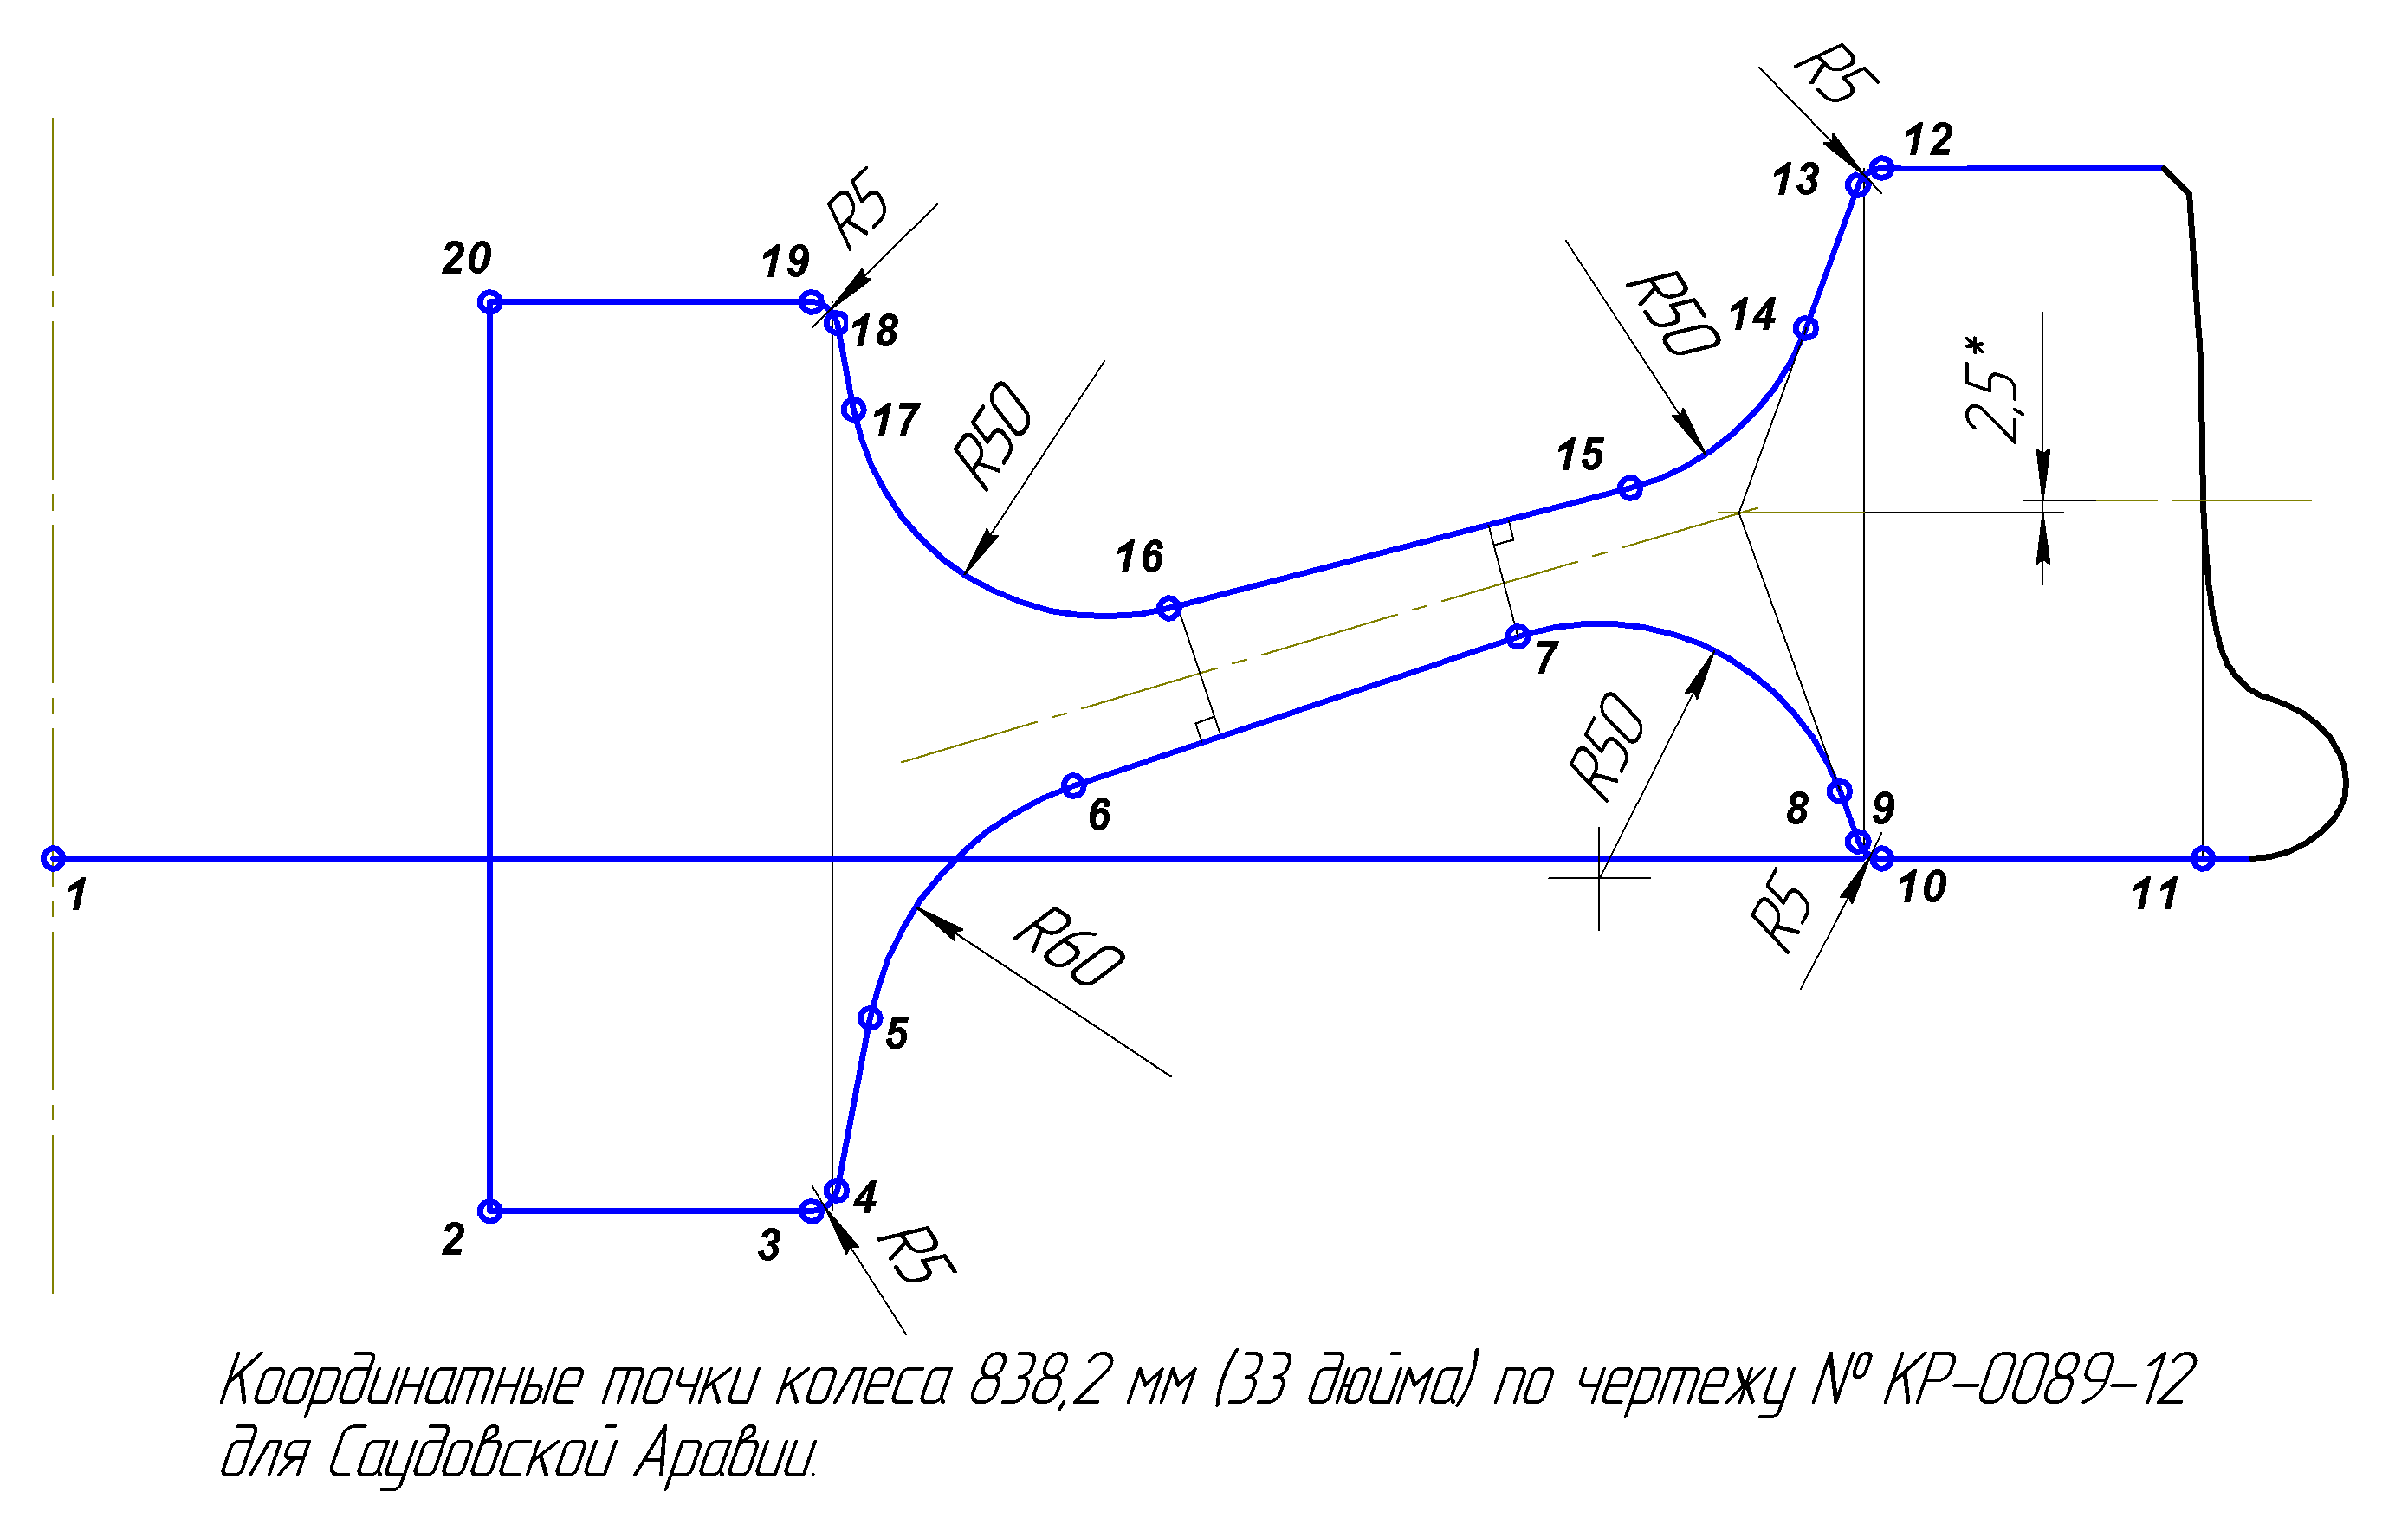 R5
12
13
R5
20
19
R50
14
18
2,5*
R50
17
15
16
7
R50
6
8
9
1
10
11
R5
R60
5
4
2
3
R5
Координатные точки колеса 838,2 мм (33 дюйма) по чертежу № КР-0089-12
для Саудовской Аравии.